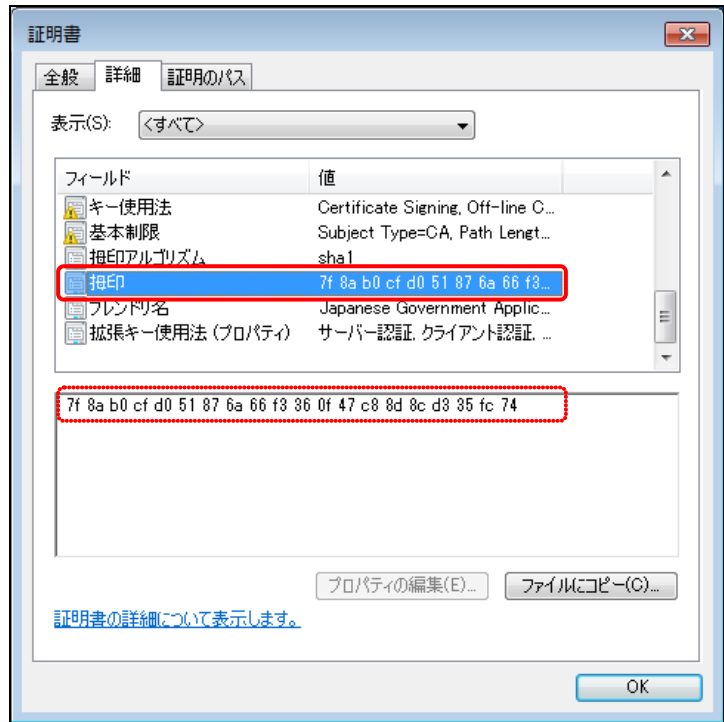 証明書
全般 詳細 証明のパス
表示(S): <すべて>
フィールド 値
キー使用法 Certificate Signing, Off-line C...
基本制限 Subject Type=CA, Path Lengt...
拇印アルゴリズム sha1
拇印 7f 8a b0 cf d0 51 87 6a 66 f3...
フレンドリ名 Japanese Government Applic...
拡張キー使用法 (プロパティ) サーバー認証, クライアント認証, ...
7f 8a b0 cf d0 51 87 6a 66 f3 36 0f 47 c8 8d 8c d3 35 fc 74
プロパティの編集(E)... ファイルにコピー(C)...
証明書の詳細について表示します。
OK